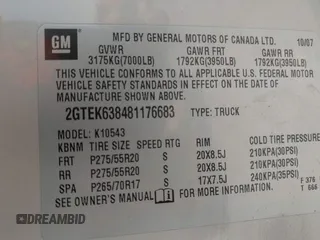 GM MFD BY GENERAL MOTORS OF CANADA LTD. 10/07
GVWR GAWR FRT GAWR RR
3175KG(7000LB) 1792KG(3950LB) 1792KG(3950LB)
THIS VEHICLE CONFORMS TO ALL APPLICABLE U.S. FEDERAL MOTOR
VEHICLE SAFETY STANDARDS IN EFFECT ON THE DATE OF
MANUFACTURE SHOWN ABOVE.
2GTEK638481176683 TYPE: TRUCK
MODEL: K10543
KBNM TIRE SIZE SPEED RTG RIM COLD TIRE PRESSURE
FRT P275/55R20 S 20X8.5J 210KPA(30PSI)
RR P275/55R20 S 20X8.5J 210KPA(30PSI)
SPA P265/70R17 S 17X7.5J 240KPA(35PSI)
SEE OWNER'S MANUAL FOR MORE INFORMATION.
F 376
T 666
DREAMBID